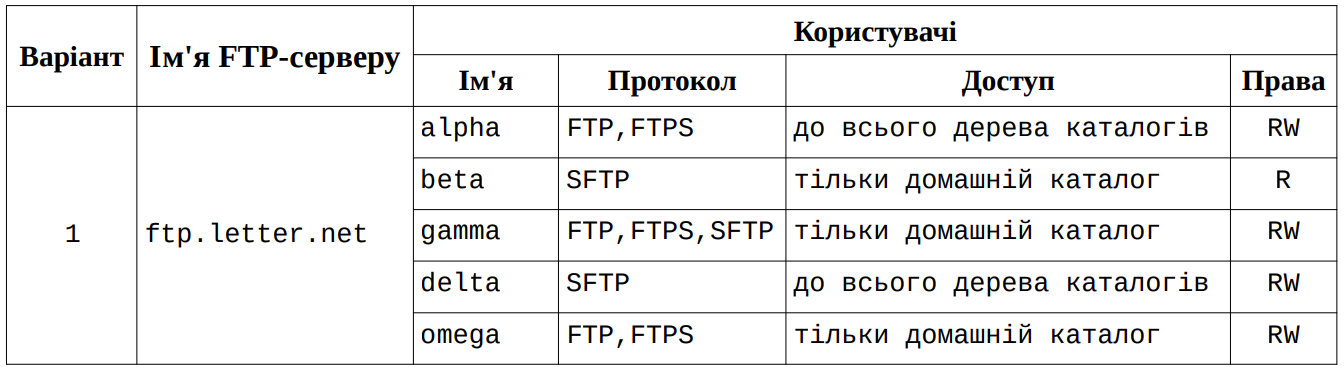 Варіант Ім'я FTP-серверу Користувачі
Ім'я Протокол Доступ Права
1 ftp.letter.net
alpha FTP,FTPS до всього дерева каталогів RW
beta SFTP тільки домашній каталог R
gamma FTP,FTPS,SFTP тільки домашній каталог RW
delta SFTP до всього дерева каталогів RW
omega FTP,FTPS тільки домашній каталог RW